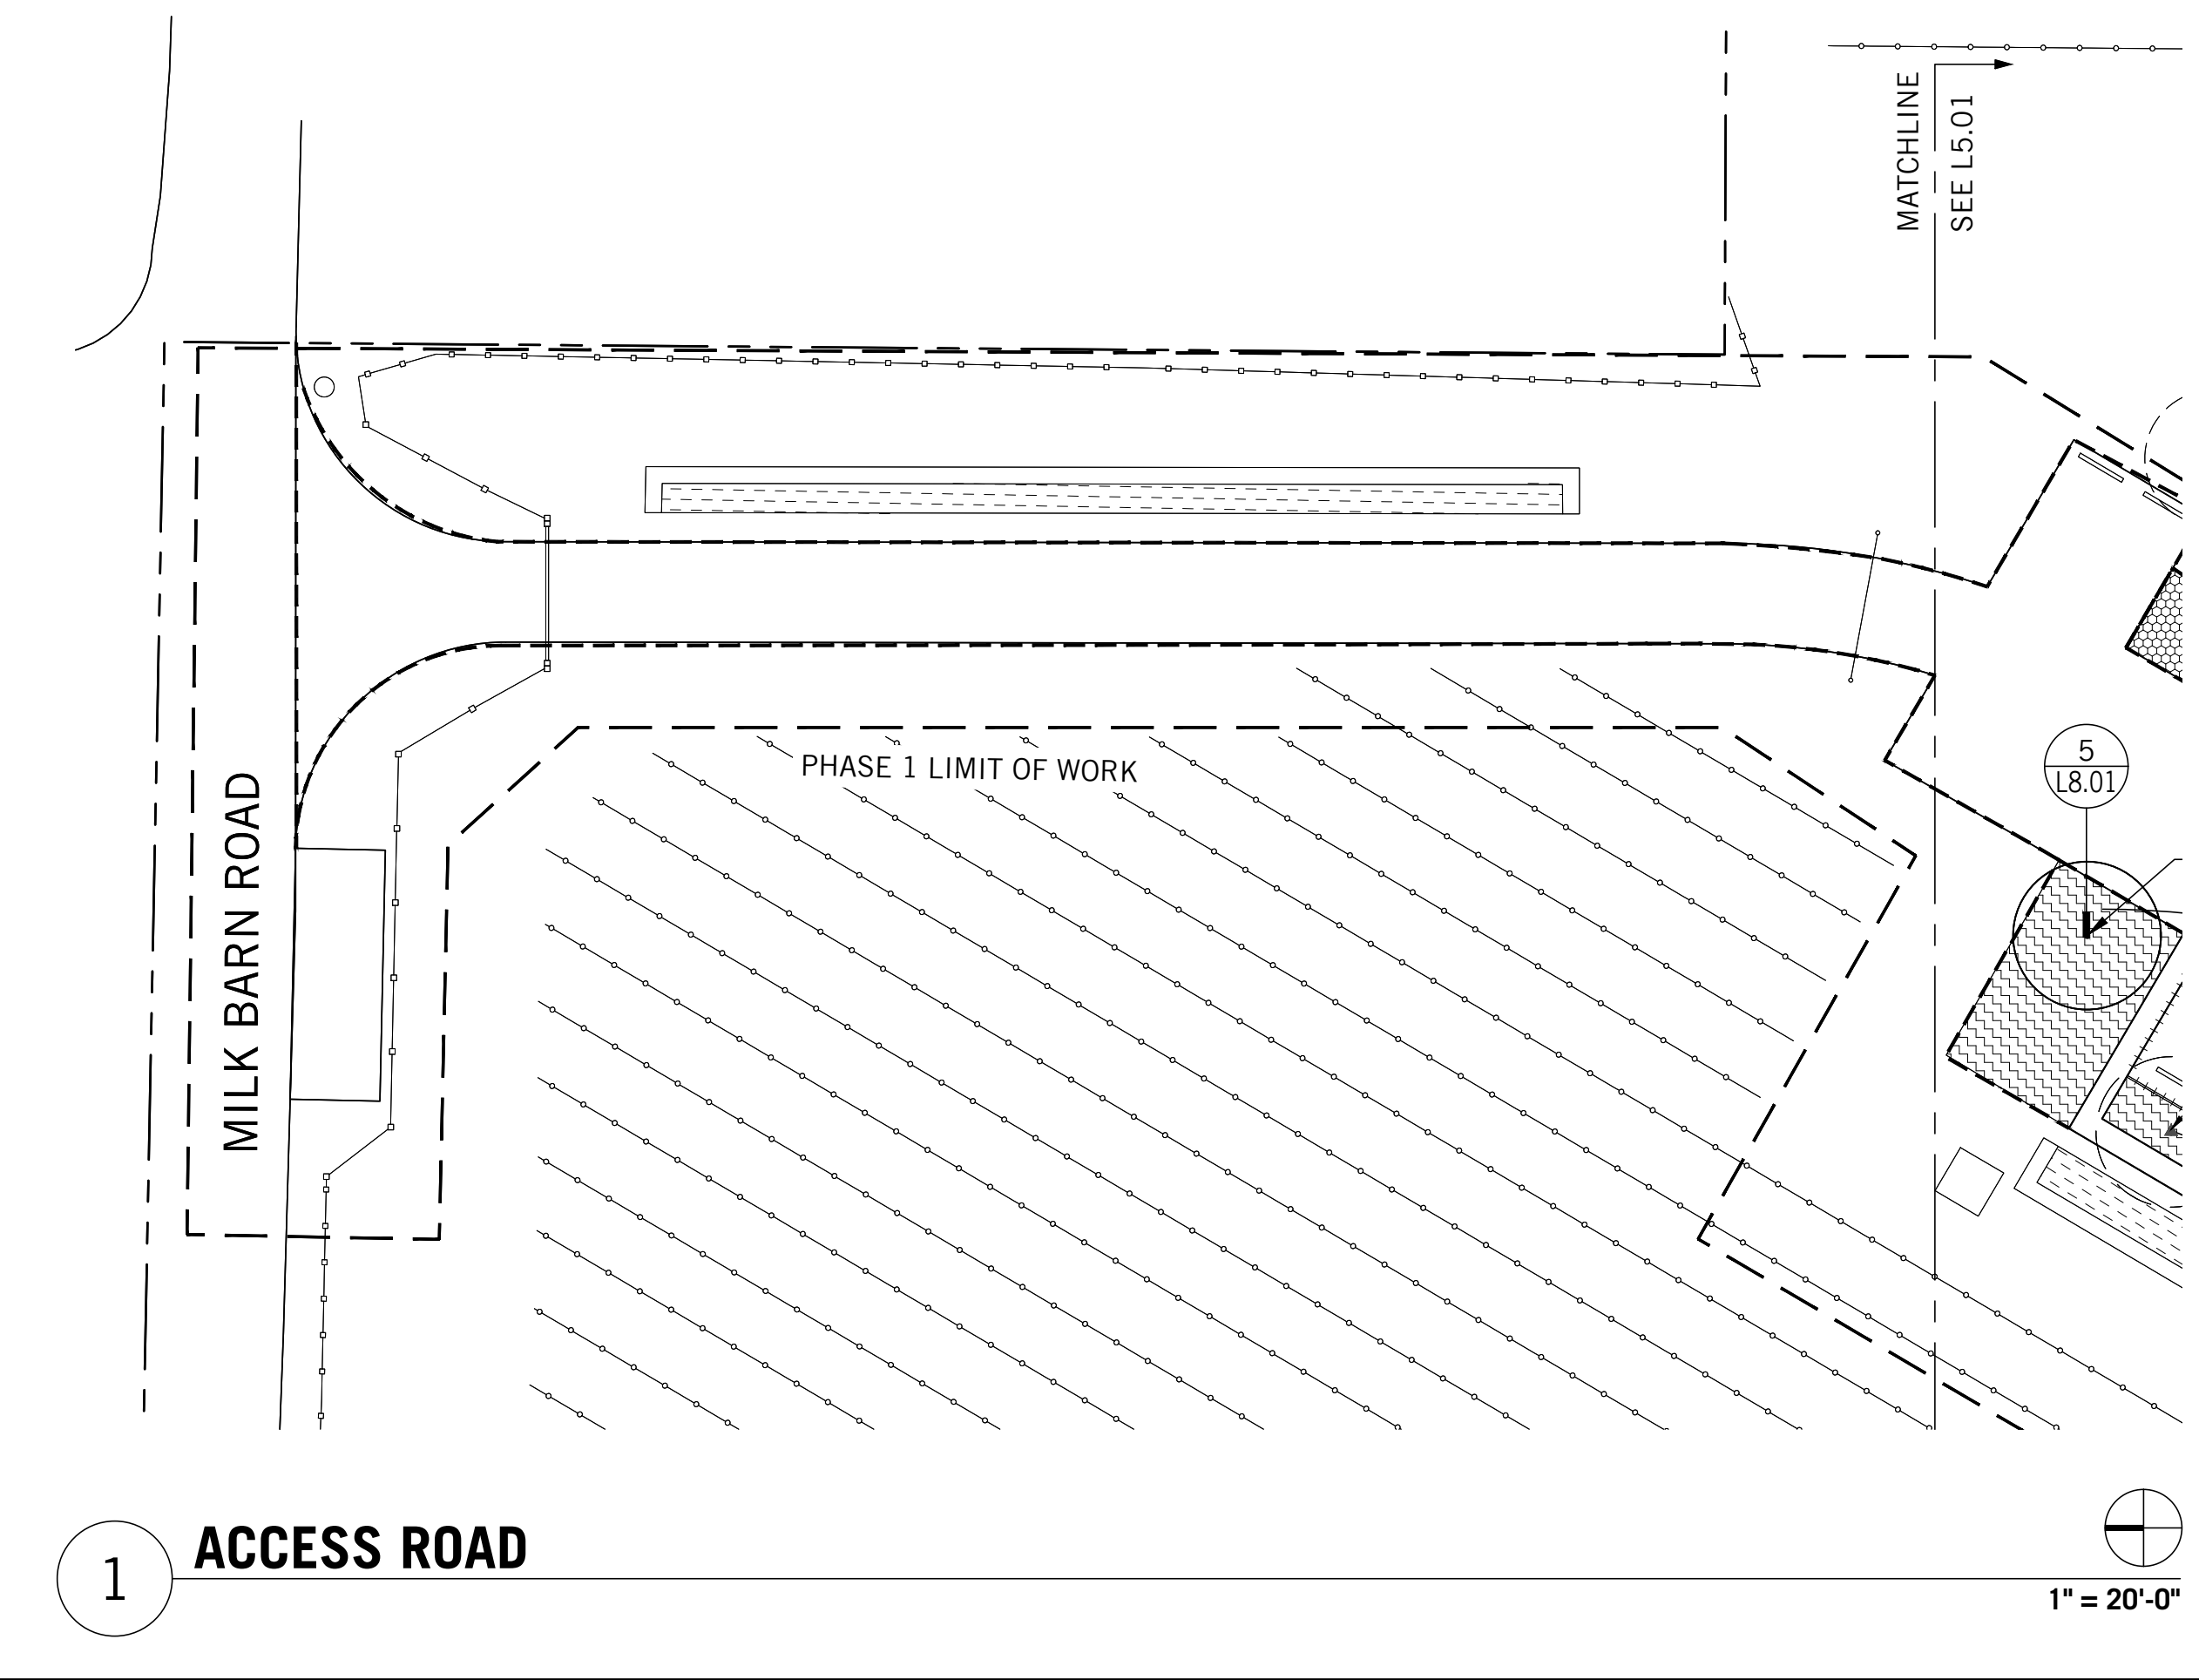 MATCHLINE
SEE L5.01
PHASE 1 LIMIT OF WORK
5
L8.01
MILK BARN ROAD
1
ACCESS ROAD
1" = 20'-0"